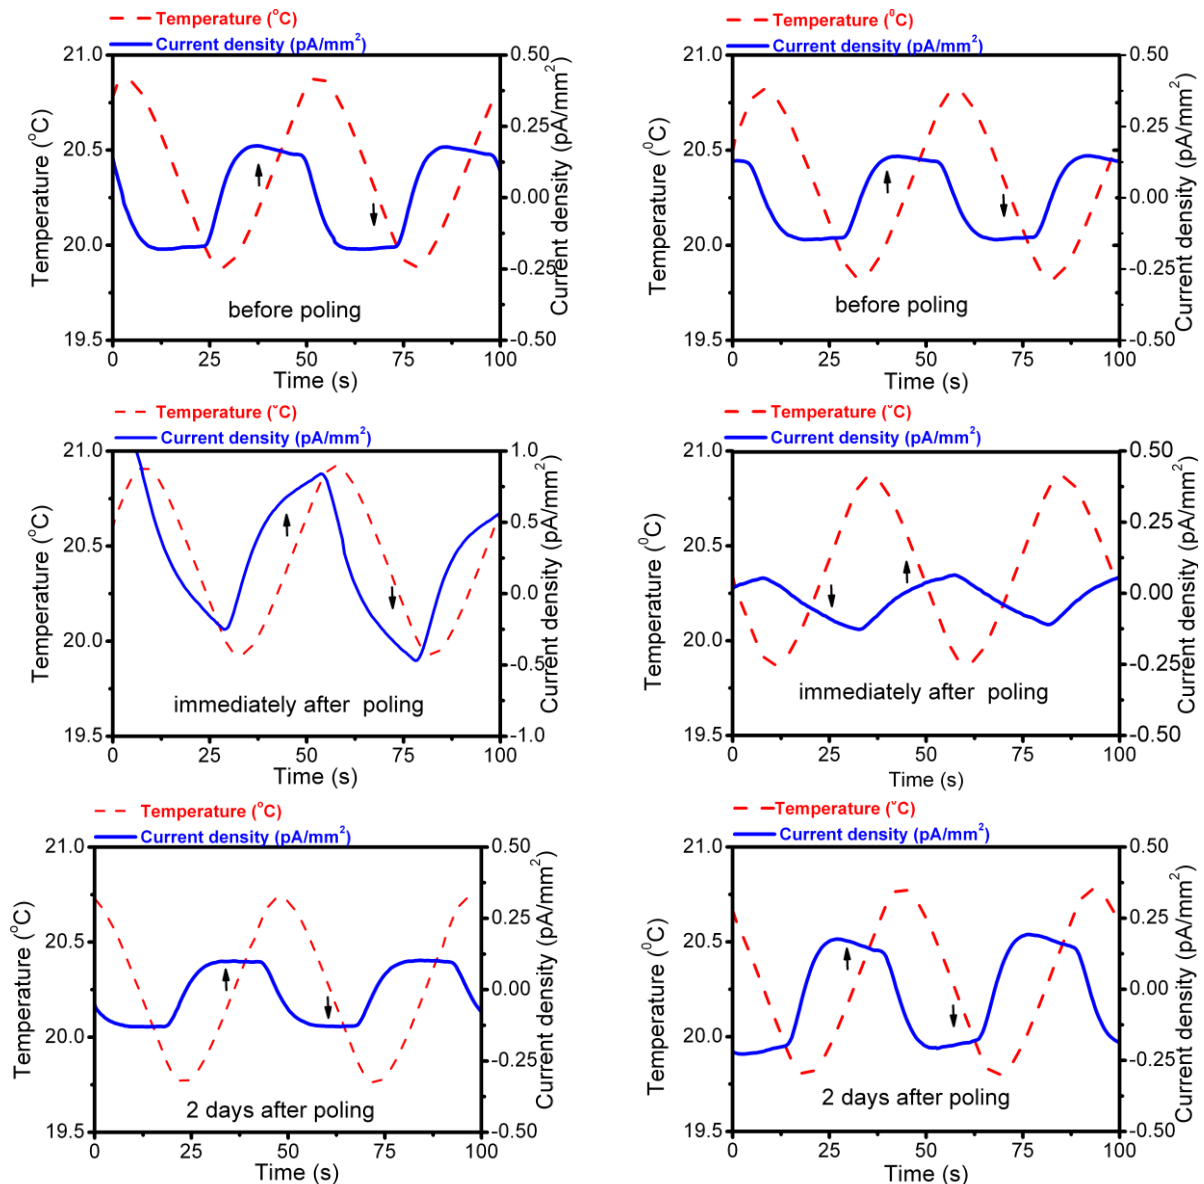 Temperature (°C)
Current density (pA/mm²)
21.0
20.5
20.0
19.5
0.50
0.25
0.00
-0.25
-0.50
0
25
50
75
100
Temperature (°C)
Current density (pA/mm²)
Time (s)
before poling
Temperature (⁰C)
Current density (pA/mm²)
21.0
20.5
20.0
19.5
0.50
0.25
0.00
-0.25
-0.50
0
25
50
75
100
Temperature (⁰C)
Current density (pA/mm²)
Time (s)
before poling
Temperature (°C)
Current density (pA/mm²)
21.0
20.5
20.0
19.5
1.0
0.5
0.0
-0.5
-1.0
0
25
50
75
100
Temperature (°C)
Current density (pA/mm²)
Time (s)
immediately after poling
Temperature (°C)
Current density (pA/mm²)
21.0
20.5
20.0
19.5
0.50
0.25
0.00
-0.25
-0.50
0
25
50
75
100
Temperature (⁰C)
Current density (pA/mm²)
Time (s)
immediately after poling
Temperature (°C)
Current density (pA/mm²)
21.0
20.5
20.0
19.5
0.50
0.25
0.00
-0.25
-0.50
0
25
50
75
100
Temperature (°C)
Current density (pA/mm²)
Time (s)
2 days after poling
Temperature (°C)
Current density (pA/mm²)
21.0
20.5
20.0
19.5
0.50
0.25
0.00
-0.25
-0.50
0
25
50
75
100
Temperature (⁰C)
Current density (pA/mm²)
Time (s)
2 days after poling